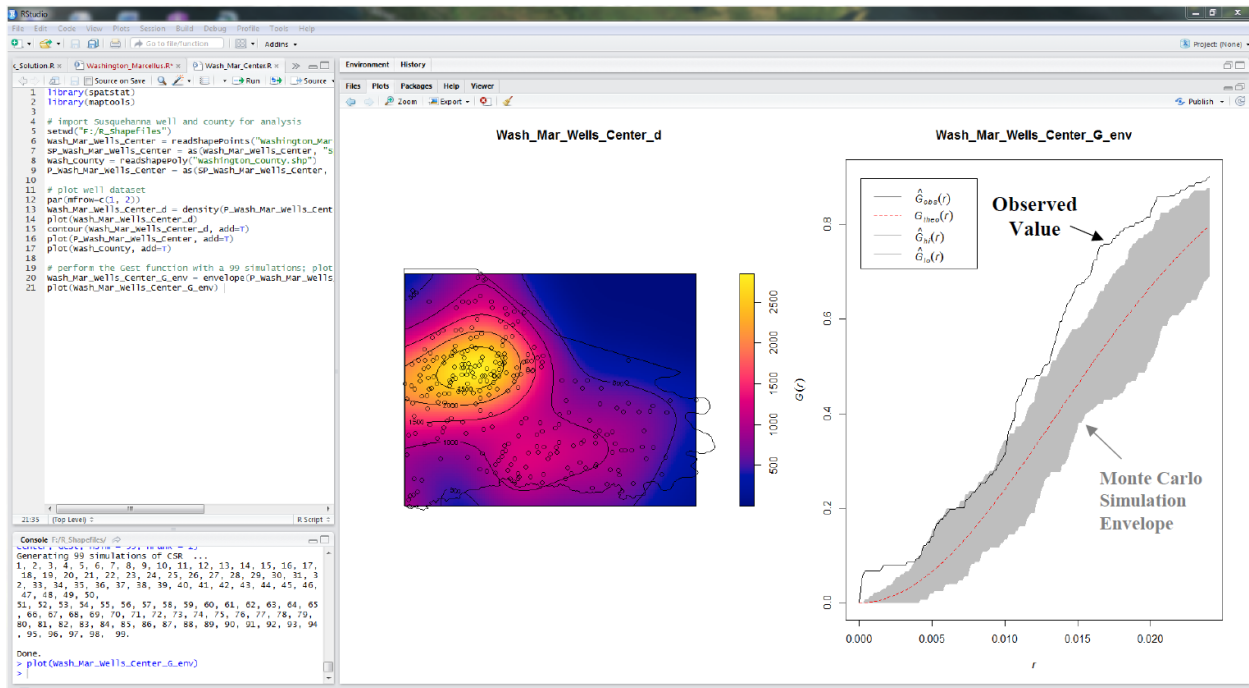 RStudio
File Edit Code View Plots Session Build Debug Profile Tools Help
Go to file/function Addins Project: (None)
c_Solution.R Washington_Marcellus.R* Wash_Mar_Center.R
Source on Save Run Source
1 library(spatstat)
2 library(maptools)
3
4 # import Susquehanna well and county for analysis
5 setwd("F:/R_Shapefiles")
6 Wash_Mar_Wells_Center = readShapePoints("Washington_Mar
7 SP_Wash_Mar_Wells_Center = as(Wash_Mar_Wells_Center, "S
8 Wash_County = readShapePoly("Washington_County.shp")
9 P_Wash_Mar_Wells_Center = as(SP_Wash_Mar_Wells_Center,
10
11 # plot well dataset
12 par(mfrow=c(1, 2))
13 Wash_Mar_Wells_Center_d = density(P_Wash_Mar_Wells_Cent
14 plot(Wash_Mar_Wells_Center_d)
15 contour(Wash_Mar_Wells_Center_d, add=T)
16 plot(P_Wash_Mar_Wells_Center, add=T)
17 plot(Wash_County, add=T)
18
19 # perform the Gest function with a 99 simulations; plot
20 Wash_Mar_Wells_Center_G_env = envelope(P_Wash_Mar_Wells
21 plot(Wash_Mar_Wells_Center_G_env)
21:35 (Top Level) R Script
Console F:/R_Shapefiles/
Generating 99 simulations of CSR ...
1, 2, 3, 4, 5, 6, 7, 8, 9, 10, 11, 12, 13, 14, 15, 16, 17,
18, 19, 20, 21, 22, 23, 24, 25, 26, 27, 28, 29, 30, 31, 3
2, 33, 34, 35, 36, 37, 38, 39, 40, 41, 42, 43, 44, 45, 46,
47, 48, 49, 50,
51, 52, 53, 54, 55, 56, 57, 58, 59, 60, 61, 62, 63, 64, 65
, 66, 67, 68, 69, 70, 71, 72, 73, 74, 75, 76, 77, 78, 79,
80, 81, 82, 83, 84, 85, 86, 87, 88, 89, 90, 91, 92, 93, 94
, 95, 96, 97, 98, 99.
Done.
> plot(Wash_Mar_Wells_Center_G_env)
>
Environment History
Files Plots Packages Help Viewer
Zoom Export Publish
Wash_Mar_Wells_Center_d
1500
1000
2500
2000
1500
1000
500
Wash_Mar_Wells_Center_G_env
Ĝobs(r)
Gtheo(r)
Ĝhi(r)
Ĝlo(r)
Observed
Value
Monte Carlo
Simulation
Envelope
G(r)
0.8
0.6
0.4
0.2
0.0
0.000 0.005 0.010 0.015 0.020
r